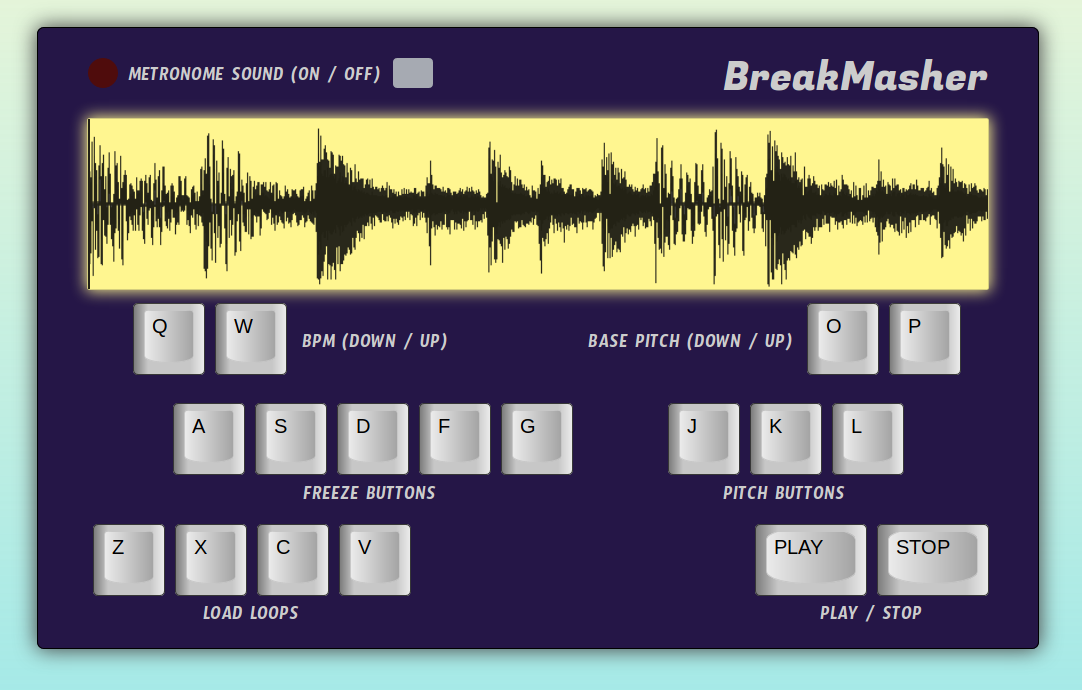 METRONOME SOUND (ON / OFF) BreakMasher
Q W BPM (DOWN / UP) BASE PITCH (DOWN / UP) O P
A S D F G J K L
FREEZE BUTTONS PITCH BUTTONS
Z X C V PLAY STOP
LOAD LOOPS PLAY / STOP